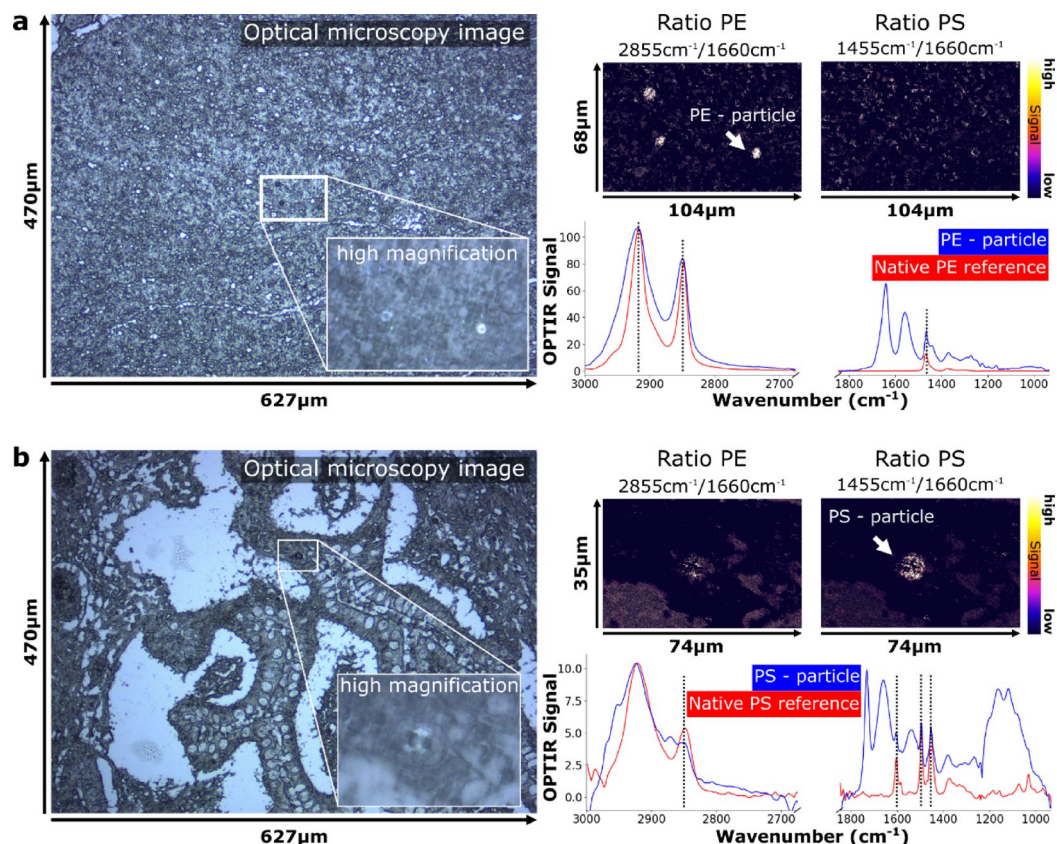 a
Optical microscopy image
470µm
627µm
high magnification
Ratio PE
2855cm⁻¹/1660cm⁻¹
Ratio PS
1455cm⁻¹/1660cm⁻¹
PE - particle
68µm
104µm
104µm
high
Signal
low
PE - particle
Native PE reference
OPTIR Signal
100
80
60
40
20
0
3000 2900 2800 2700
1800 1600 1400 1200 1000
Wavenumber (cm⁻¹)
b
Optical microscopy image
470µm
627µm
high magnification
Ratio PE
2855cm⁻¹/1660cm⁻¹
Ratio PS
1455cm⁻¹/1660cm⁻¹
PS - particle
35µm
74µm
74µm
high
Signal
low
PS - particle
Native PS reference
OPTIR Signal
10.0
7.5
5.0
2.5
0.0
3000 2900 2800 2700
1800 1600 1400 1200 1000
Wavenumber (cm⁻¹)